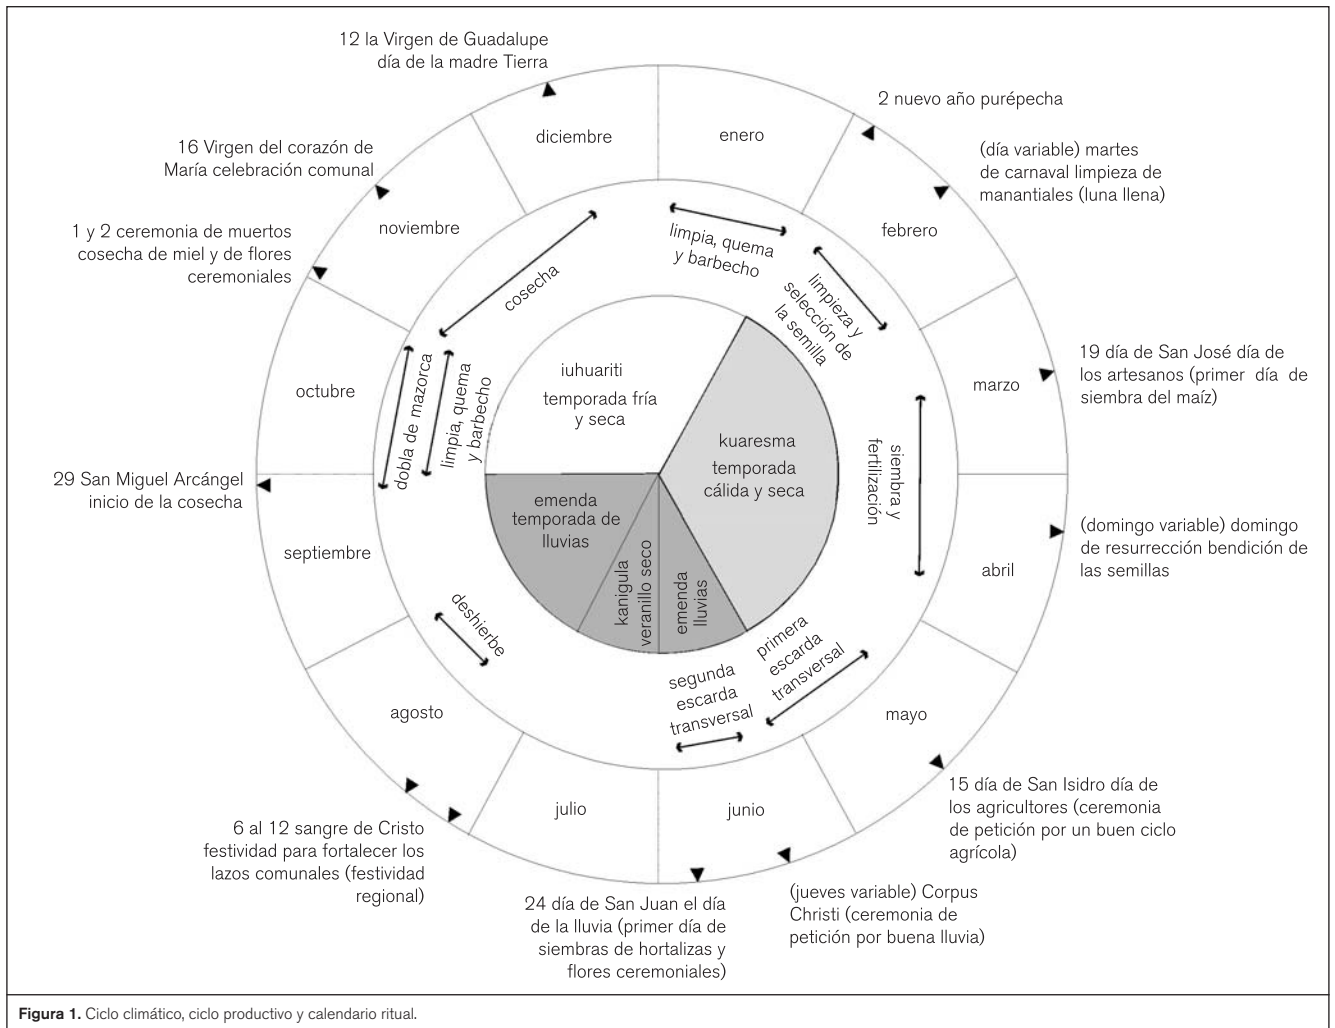 12 la Virgen de Guadalupe
día de la madre Tierra
2 nuevo año purépecha
(día variable) martes
de carnaval limpieza de
manantiales (luna llena)
16 Virgen del corazón de
María celebración comunal
1 y 2 ceremonia de muertos
cosecha de miel y de flores
ceremoniales
19 día de San José día de
los artesanos (primer día de
siembra del maíz)
29 San Miguel Arcángel
inicio de la cosecha
(domingo variable) domingo
de resurrección bendición de
las semillas
15 día de San Isidro día de
los agricultores (ceremonia
de petición por un buen ciclo
agrícola)
6 al 12 sangre de Cristo
festividad para fortalecer los
lazos comunales (festividad
regional)
24 día de San Juan el día
de la lluvia (primer día de
siembras de hortalizas y
flores ceremoniales)
(jueves variable) Corpus
Christi (ceremonia de
petición por buena lluvia)
enero
febrero
marzo
abril
mayo
junio
julio
agosto
septiembre
octubre
noviembre
diciembre
limpia, quema
y barbecho
limpieza y
selección de
la semilla
siembra y
fertilización
primera
escarda
transversal
segunda
escarda
transversal
deshierbe
dobla de mazorca
limpia, quema
y barbecho
cosecha
iuhuariti
temporada fría
y seca
kuaresma
temporada
cálida y seca
emenda
lluvias
kanigula
veranillo seco
emenda
temporada de
lluvias
Figura 1. Ciclo climático, ciclo productivo y calendario ritual.